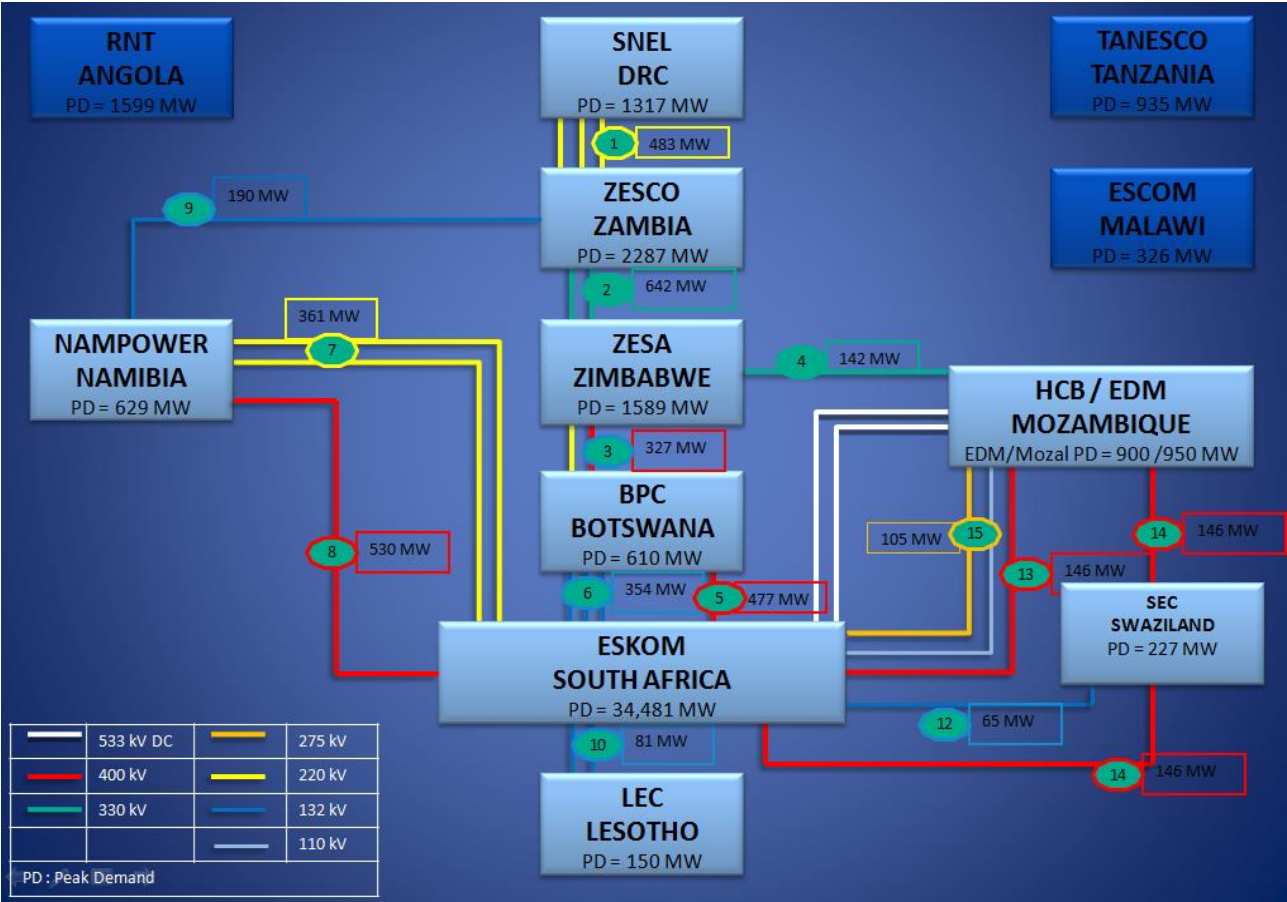 RNT
ANGOLA
PD = 1599 MW
SNEL
DRC
PD = 1317 MW
TANESCO
TANZANIA
PD = 935 MW
1
483 MW
ZESCO
ZAMBIA
PD = 2287 MW
ESCOM
MALAWI
PD = 326 MW
9
190 MW
2
642 MW
361 MW
7
NAMPOWER
NAMIBIA
PD = 629 MW
ZESA
ZIMBABWE
PD = 1589 MW
4
142 MW
HCB / EDM
MOZAMBIQUE
EDM/Mozal PD = 900 /950 MW
3
327 MW
BPC
BOTSWANA
PD = 610 MW
8
530 MW
105 MW
15
14
146 MW
13
146 MW
6
354 MW
5
477 MW
SEC
SWAZILAND
PD = 227 MW
ESKOM
SOUTH AFRICA
PD = 34,481 MW
12
65 MW
10
81 MW
14
146 MW
LEC
LESOTHO
PD = 150 MW
533 kV DC
275 kV
400 kV
220 kV
330 kV
132 kV
110 kV
PD : Peak Demand